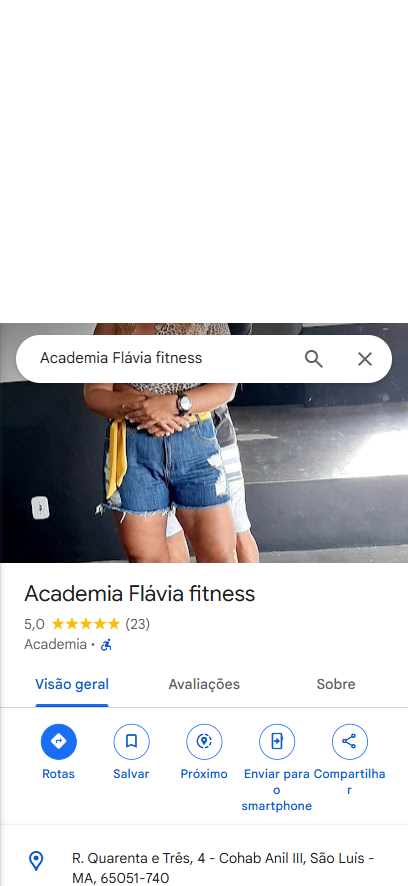 Academia Flávia fitness
Academia Flávia fitness
5,0 (23)
Academia ·
Visão geral Avaliações Sobre
Rotas Salvar Próximo Enviar para o smartphone Compartilhar
R. Quarenta e Três, 4 - Cohab Anil III, São Luís -
MA, 65051-740